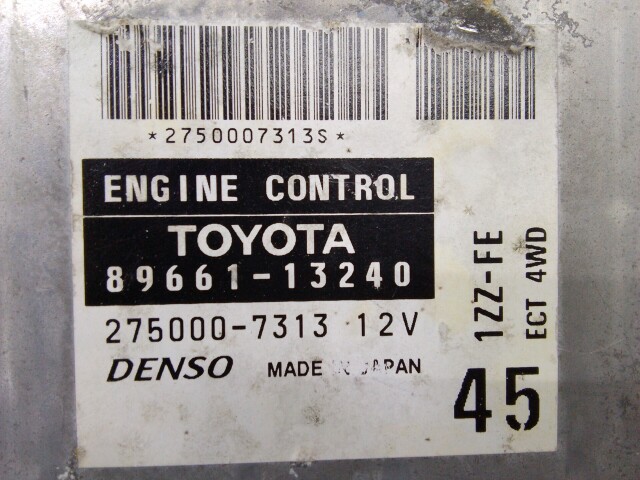 *2750007313S*
ENGINE CONTROL
TOYOTA
89661-13240
275000-7313 12V
DENSO MADE IN JAPAN
1ZZ-FE
ECT 4WD
45